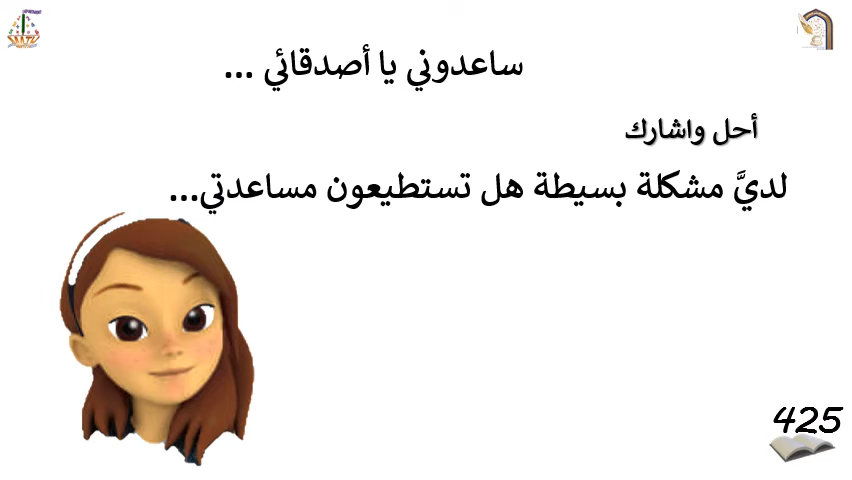 ساعدوني يا أصدقائي ...
أحل واشارك
لديَّ مشكلة بسيطة هل تستطيعون مساعدتي...
425